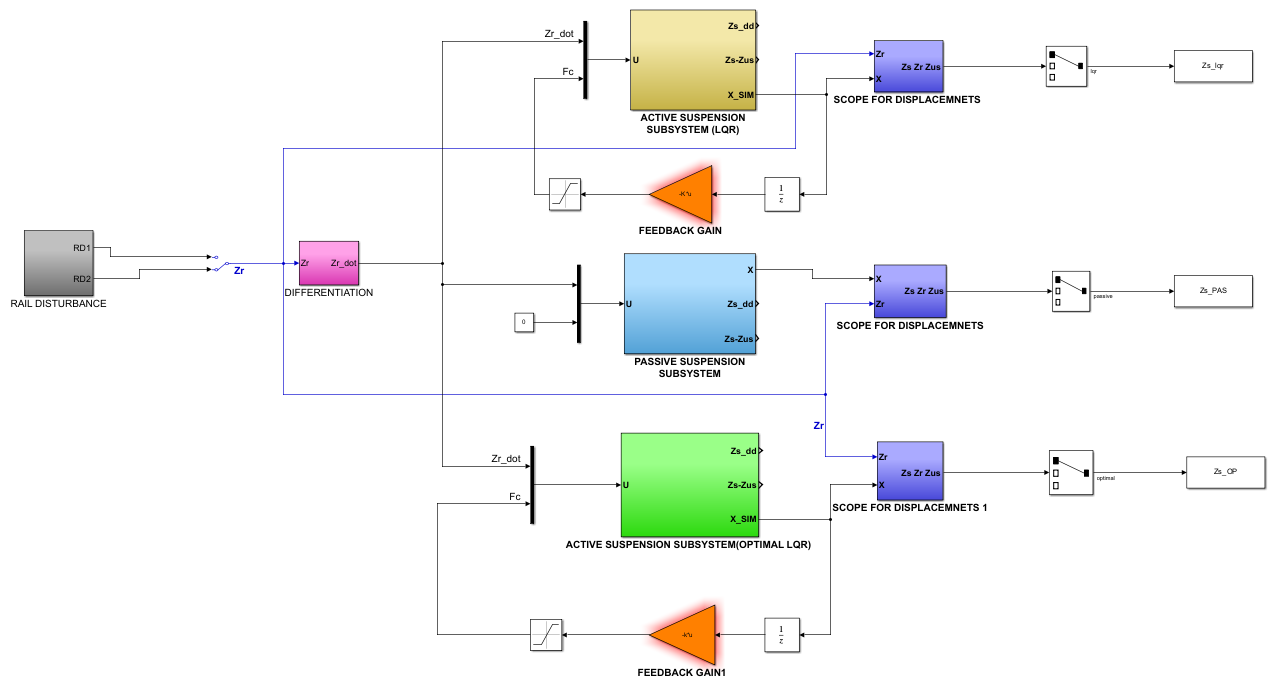 Zr_dot
Fc
U
Zs_dd
Zs-Zus
X_SIM
ACTIVE SUSPENSION
SUBSYSTEM (LQR)
Zr
X
Zs Zr Zus
SCOPE FOR DISPLACEMNETS
lqr
Zs_lqr
-K*u
FEEDBACK GAIN
1
z
RD1
RD2
RAIL DISTURBANCE
Zr
Zr
Zr_dot
DIFFERENTIATION
0
U
X
Zs_dd
Zs-Zus
PASSIVE SUSPENSION
SUBSYSTEM
X
Zr
Zs Zr Zus
SCOPE FOR DISPLACEMNETS
passive
Zs_PAS
Zr
Zr_dot
Fc
U
Zs_dd
Zs-Zus
X_SIM
ACTIVE SUSPENSION SUBSYSTEM(OPTIMAL LQR)
Zr
X
Zs Zr Zus
SCOPE FOR DISPLACEMNETS 1
optimal
Zs_OP
-k*u
FEEDBACK GAIN1
1
z